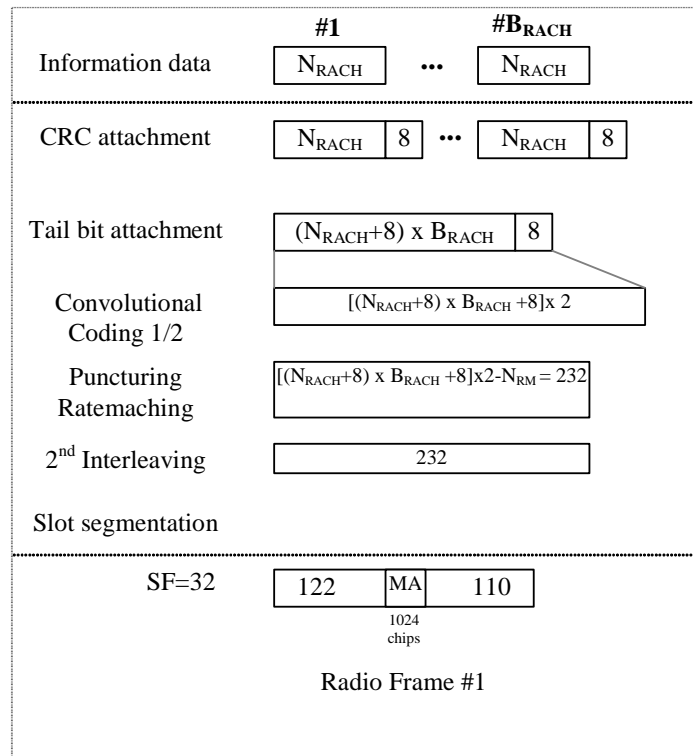 #1 #B_RACH
Information data N_RACH ... N_RACH
CRC attachment N_RACH 8 ... N_RACH 8
Tail bit attachment (N_RACH+8) x B_RACH 8
Convolutional
Coding 1/2
[(N_RACH+8) x B_RACH +8]x 2
Puncturing
Ratemaching
[(N_RACH+8) x B_RACH +8]x2-N_RM = 232
2nd Interleaving 232
Slot segmentation
SF=32 122 MA 110
1024
chips
Radio Frame #1